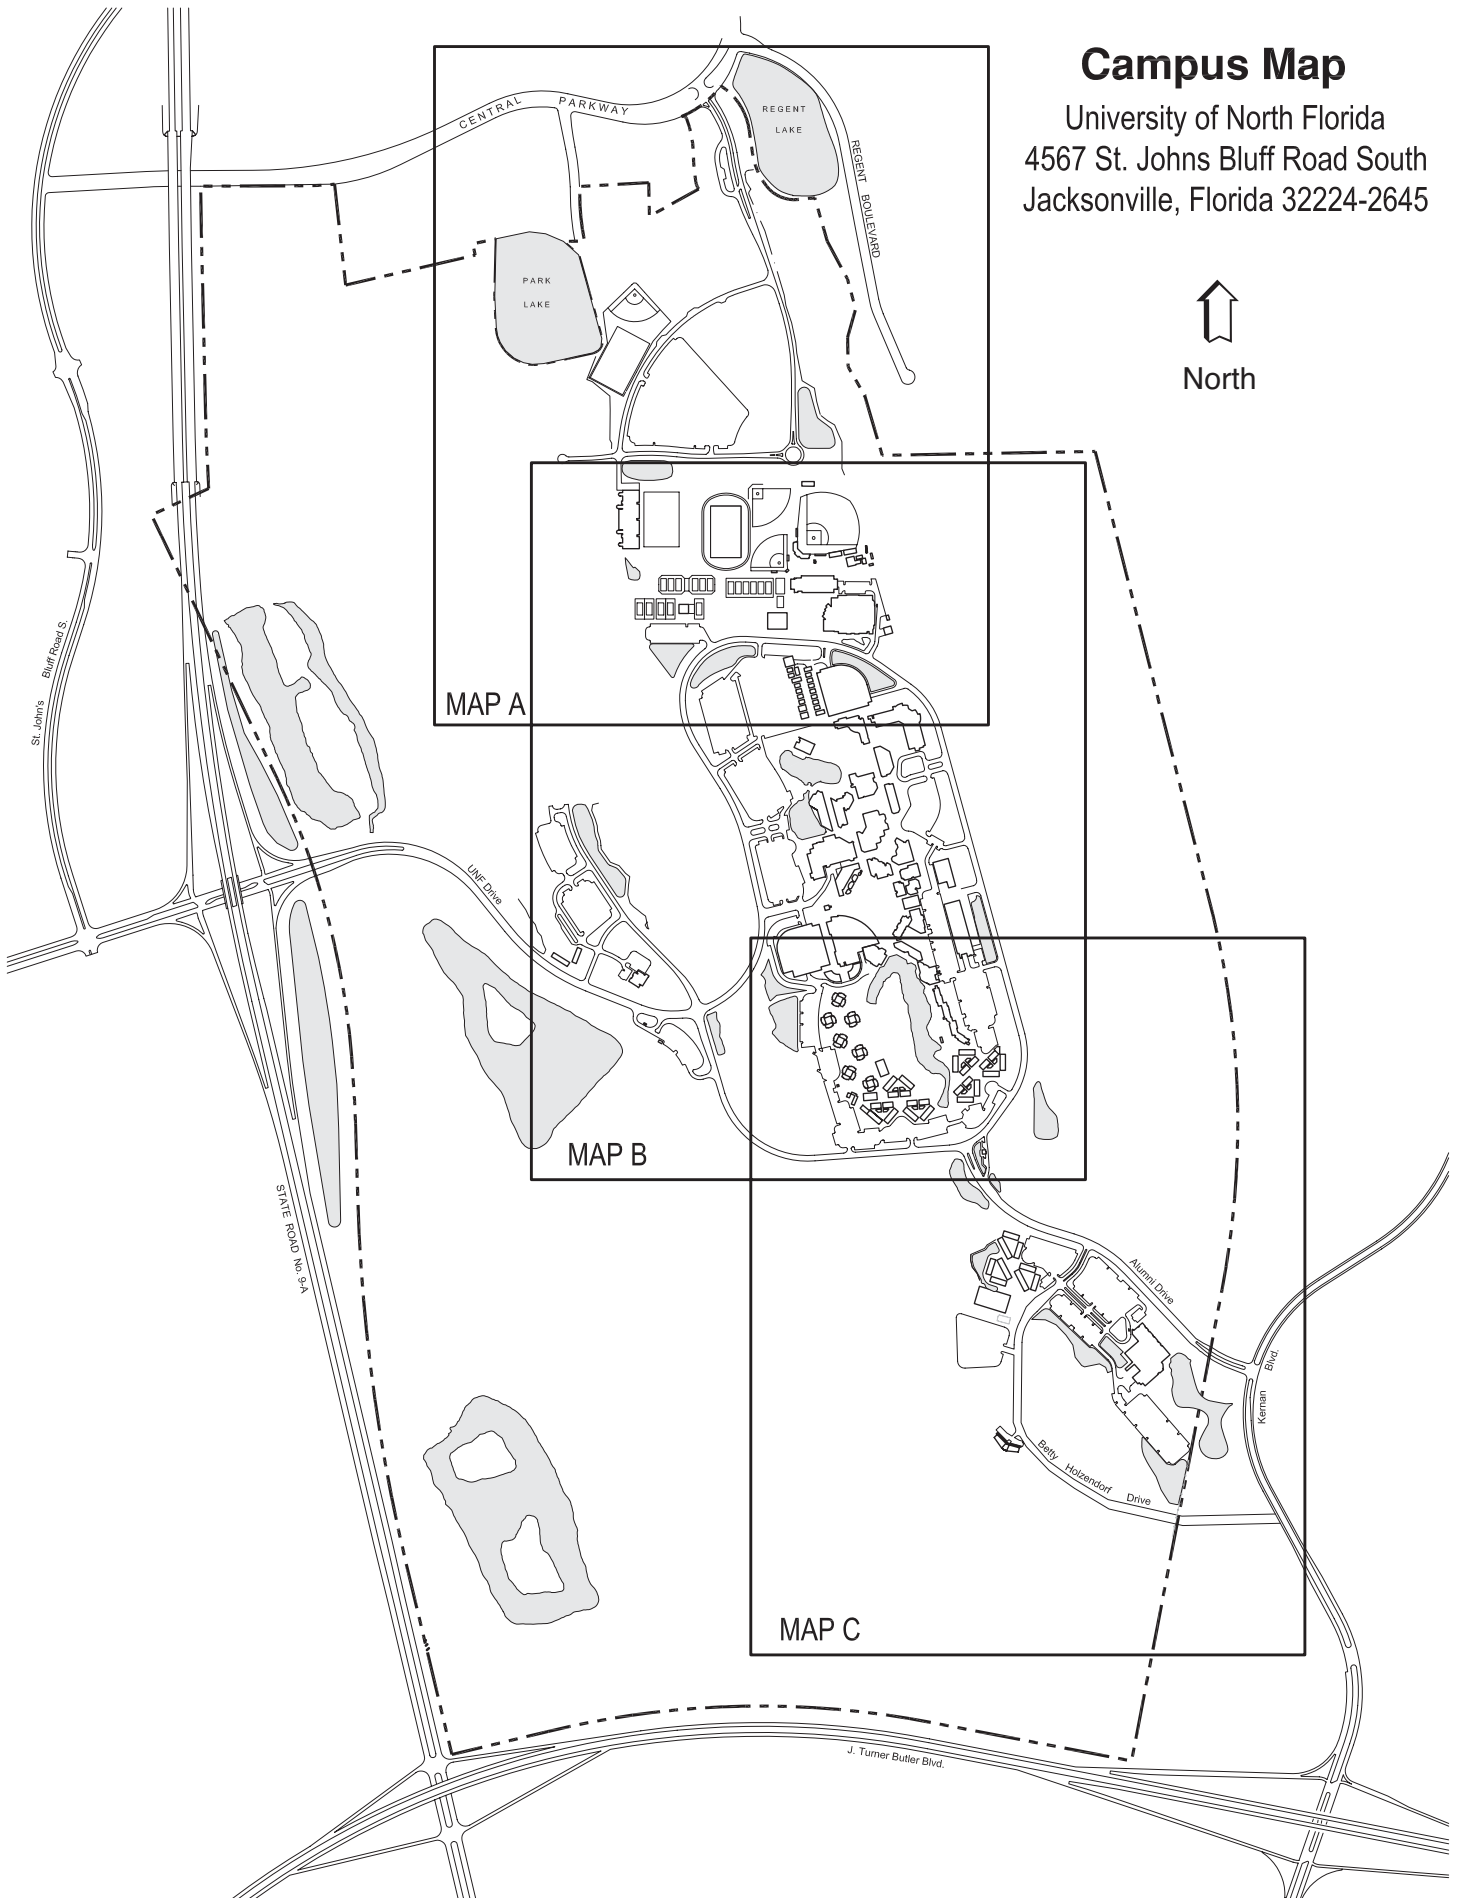 Campus Map
University of North Florida
4567 St. Johns Bluff Road South
Jacksonville, Florida 32224-2645
North
CENTRAL PARKWAY
REGENT
LAKE
REGENT BOULEVARD
PARK
LAKE
MAP A
St. John's Bluff Road S.
UNF Drive
MAP B
STATE ROAD No. 9-A
Alumni Drive
Kernan Blvd.
Betty Holzendorf Drive
MAP C
J. Turner Butler Blvd.